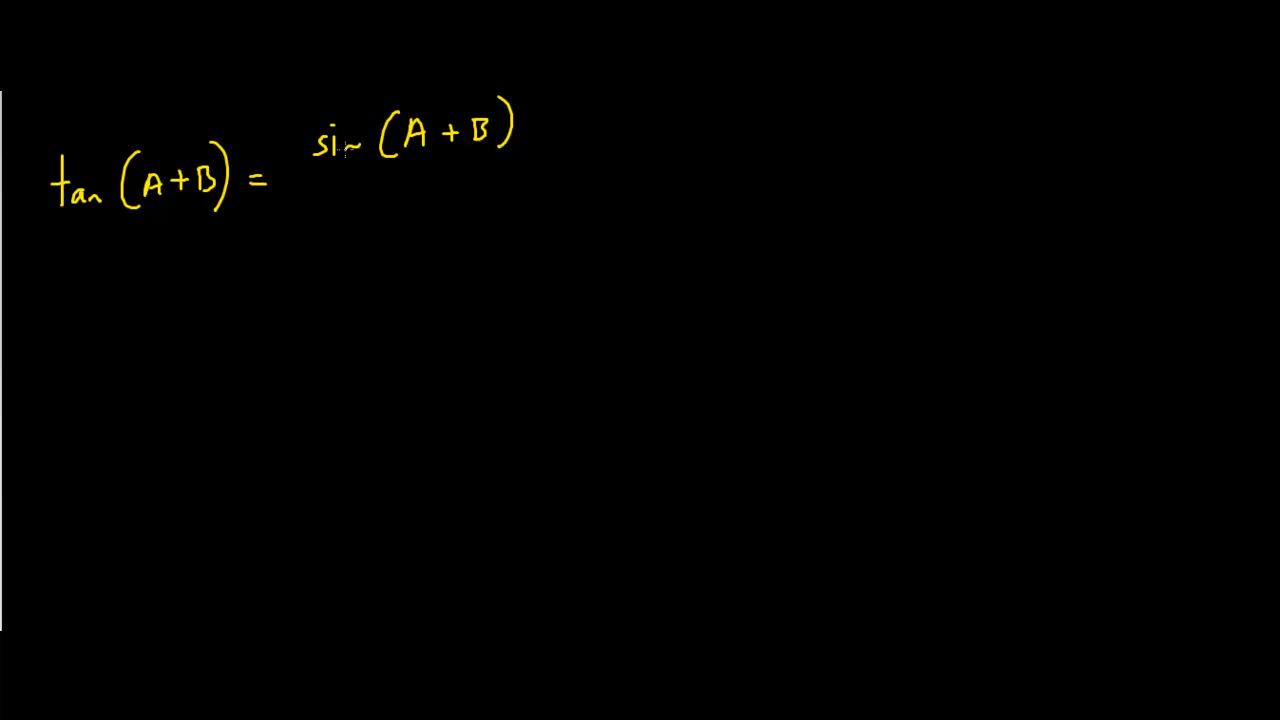 sin (A + B)
tan (A+B) =